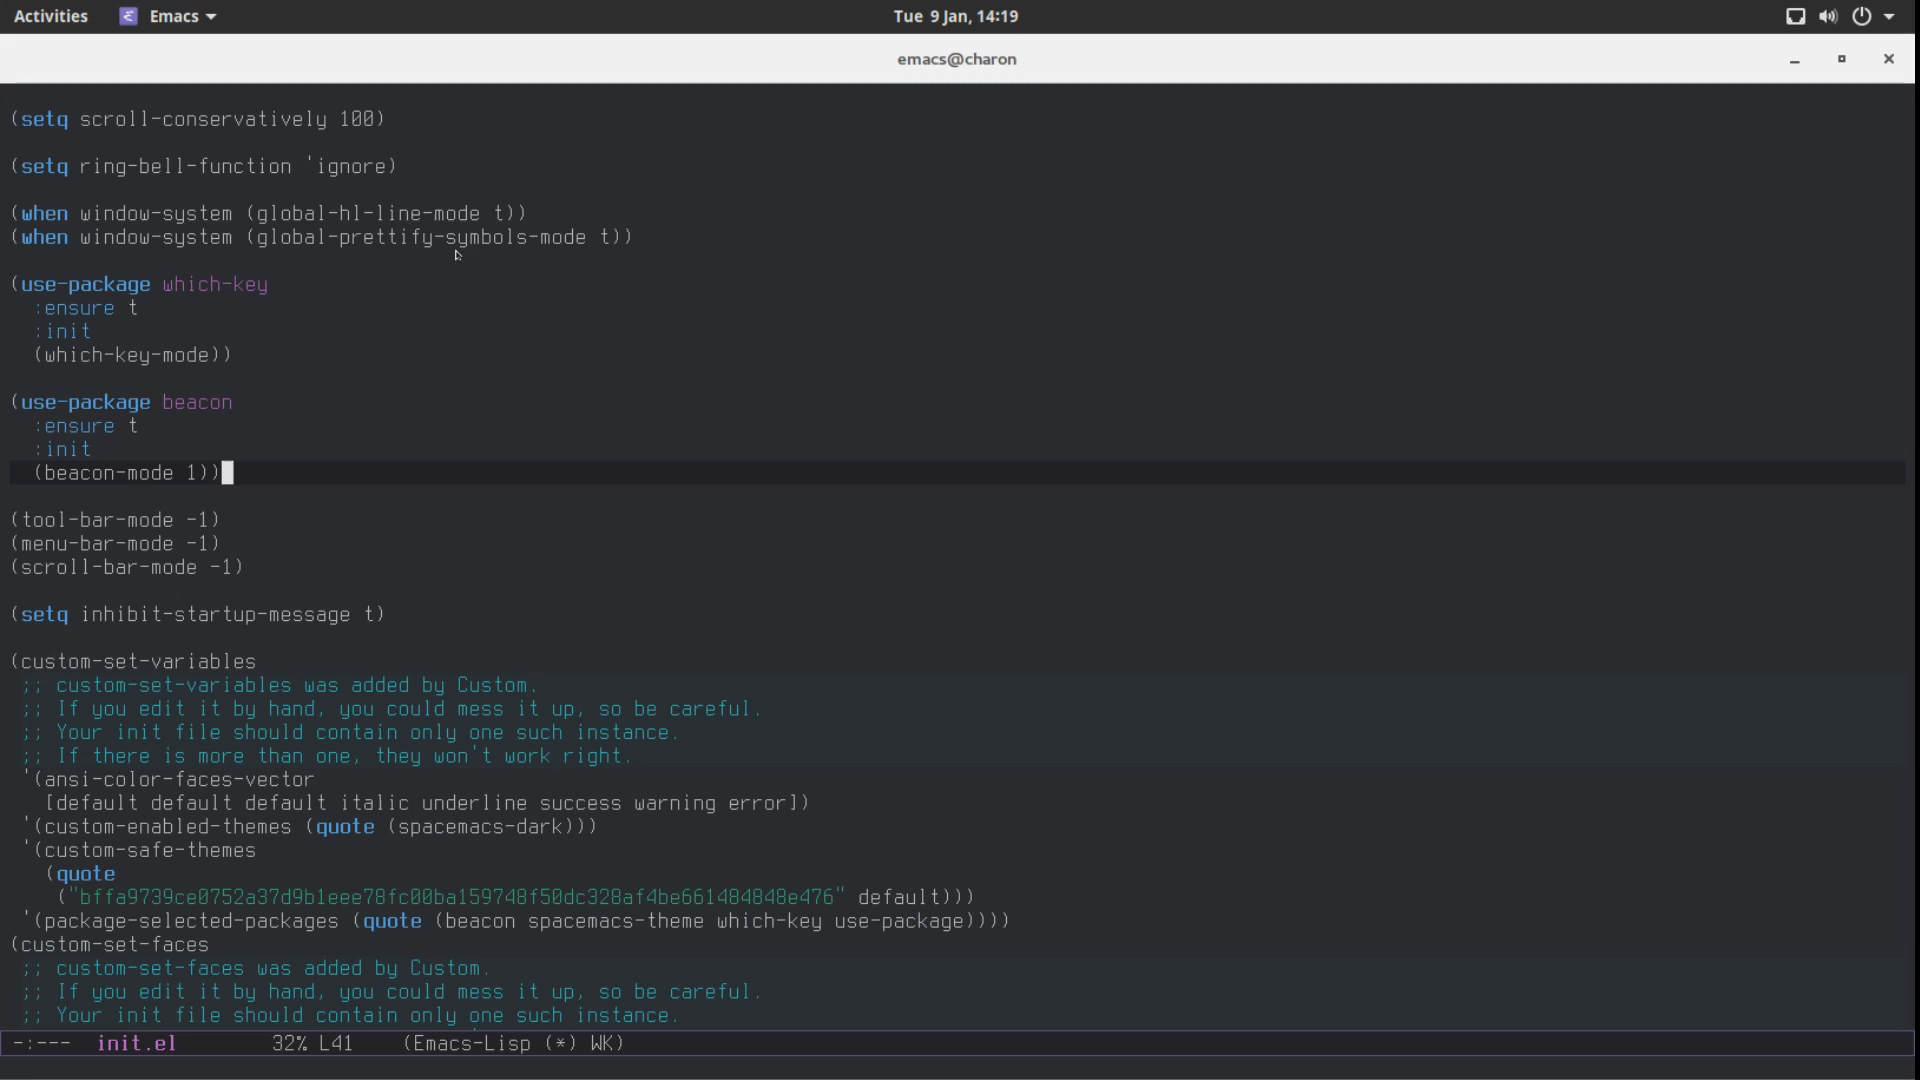 Activities Emacs Tue 9 Jan, 14:19
emacs@charon
(setq scroll-conservatively 100)
(setq ring-bell-function 'ignore)
(when window-system (global-hl-line-mode t))
(when window-system (global-prettify-symbols-mode t))
(use-package which-key
:ensure t
:init
(which-key-mode))
(use-package beacon
:ensure t
:init
(beacon-mode 1))
(tool-bar-mode -1)
(menu-bar-mode -1)
(scroll-bar-mode -1)
(setq inhibit-startup-message t)
(custom-set-variables
;; custom-set-variables was added by Custom.
;; If you edit it by hand, you could mess it up, so be careful.
;; Your init file should contain only one such instance.
;; If there is more than one, they won't work right.
'(ansi-color-faces-vector
[default default default italic underline success warning error])
'(custom-enabled-themes (quote (spacemacs-dark)))
'(custom-safe-themes
(quote
("bffa9739ce0752a37d9b1eee78fc00ba159748f50dc328af4be661484848e476" default)))
'(package-selected-packages (quote (beacon spacemacs-theme which-key use-package))))
(custom-set-faces
;; custom-set-faces was added by Custom.
;; If you edit it by hand, you could mess it up, so be careful.
;; Your init file should contain only one such instance.
-:--- init.el 32% L41 (Emacs-Lisp (*) WK)